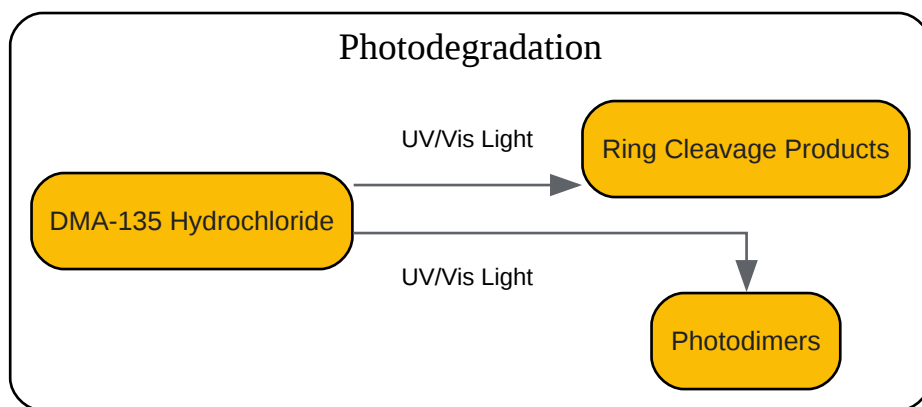 Photodegradation
UV/Vis Light
Ring Cleavage Products
DMA-135 Hydrochloride
UV/Vis Light
Photodimers